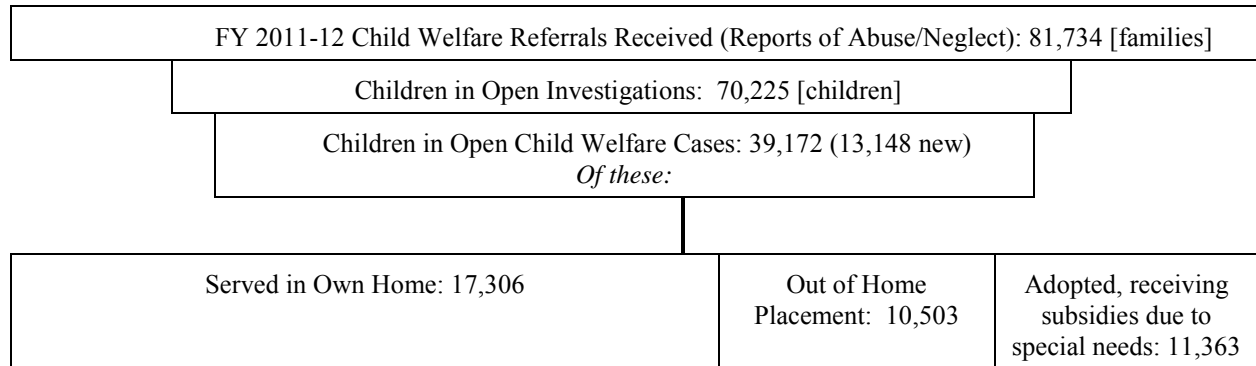 FY 2011-12 Child Welfare Referrals Received (Reports of Abuse/Neglect): 81,734 [families]
Children in Open Investigations: 70,225 [children]
Children in Open Child Welfare Cases: 39,172 (13,148 new)
Of these:
Served in Own Home: 17,306
Out of Home
Placement: 10,503
Adopted, receiving
subsidies due to
special needs: 11,363